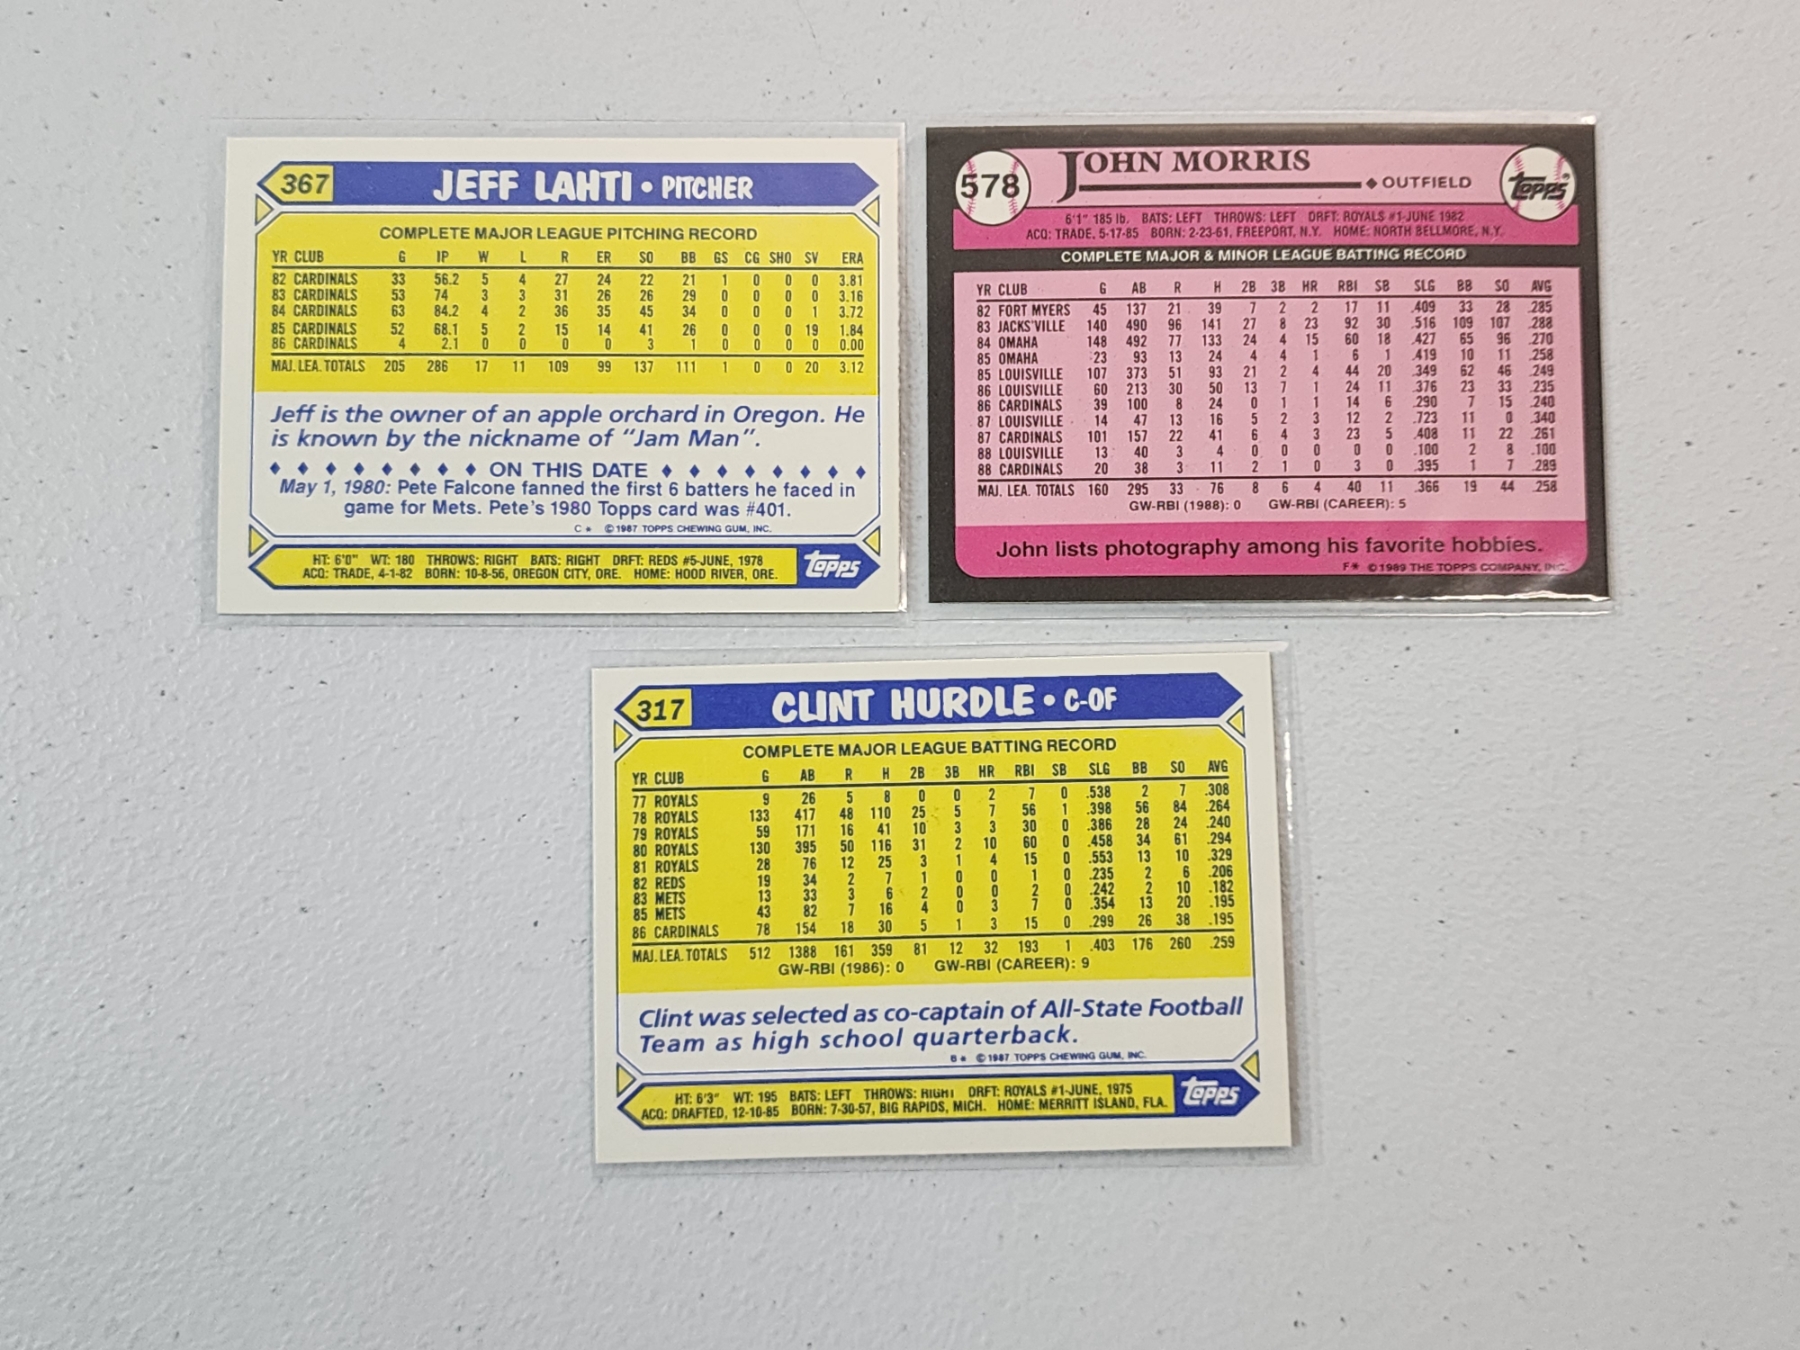 367 JEFF LAHTI • PITCHER
COMPLETE MAJOR LEAGUE PITCHING RECORD
YR CLUB G IP W L R ER SO BB GS CG SHO SV ERA
82 CARDINALS 33 56.2 5 4 27 24 22 21 1 0 0 0 3.81
83 CARDINALS 53 74 3 3 31 26 26 29 0 0 0 0 3.16
84 CARDINALS 63 84.2 4 2 36 35 45 34 0 0 0 1 3.72
85 CARDINALS 52 68.1 5 2 15 14 41 26 0 0 0 19 1.84
86 CARDINALS 4 2.1 0 0 0 0 3 1 0 0 0 0 0.00
MAJ. LEA. TOTALS 205 286 17 11 109 99 137 111 1 0 0 20 3.12
Jeff is the owner of an apple orchard in Oregon. He
is known by the nickname of "Jam Man".
ON THIS DATE
May 1, 1980: Pete Falcone fanned the first 6 batters he faced in
game for Mets. Pete's 1980 Topps card was #401.
C* ©1987 TOPPS CHEWING GUM, INC.
HT: 6'0" WT: 180 THROWS: RIGHT BATS: RIGHT DRFT: REDS #5-JUNE, 1978
ACQ: TRADE, 4-1-82 BORN: 10-8-56, OREGON CITY, ORE. HOME: HOOD RIVER, ORE.
Topps
578 JOHN MORRIS
◆ OUTFIELD
Topps®
6'1" 185 lb. BATS: LEFT THROWS: LEFT DRFT: ROYALS #1-JUNE 1982
ACQ: TRADE, 5-17-85 BORN: 2-23-61, FREEPORT, N.Y. HOME: NORTH BELLMORE, N.Y.
COMPLETE MAJOR & MINOR LEAGUE BATTING RECORD
YR CLUB G AB R H 2B 3B HR RBI SB SLG BB SO AVG
82 FORT MYERS 45 137 21 39 7 2 2 17 11 .409 33 28 .285
83 JACKS'VILLE 140 490 96 141 27 8 23 92 30 .516 109 107 .288
84 OMAHA 148 492 77 133 24 4 15 60 18 .427 65 96 .270
85 OMAHA 23 93 13 24 4 4 1 6 1 .419 10 11 .258
85 LOUISVILLE 107 373 51 93 21 2 4 44 20 .349 62 46 .249
86 LOUISVILLE 60 213 30 50 13 7 1 24 11 .376 23 33 .235
86 CARDINALS 39 100 8 24 0 1 1 14 6 .290 7 15 .240
87 LOUISVILLE 14 47 13 16 5 2 3 12 2 .723 11 0 .340
87 CARDINALS 101 157 22 41 6 4 3 23 5 .408 11 22 .261
88 LOUISVILLE 13 40 3 4 0 0 0 0 0 .100 2 8 .100
88 CARDINALS 20 38 3 11 2 1 0 3 0 .395 1 7 .289
MAJ. LEA. TOTALS 160 295 33 76 8 6 4 40 11 .366 19 44 .258
GW-RBI (1988): 0 GW-RBI (CAREER): 5
John lists photography among his favorite hobbies.
F* ©1989 THE TOPPS COMPANY, INC.
317 CLINT HURDLE • C-OF
COMPLETE MAJOR LEAGUE BATTING RECORD
YR CLUB G AB R H 2B 3B HR RBI SB SLG BB SO AVG
77 ROYALS 9 26 5 8 0 0 2 7 0 .538 2 7 .308
78 ROYALS 133 417 48 110 25 5 7 56 1 .398 56 84 .264
79 ROYALS 59 171 16 41 10 3 3 30 0 .386 28 24 .240
80 ROYALS 130 395 50 116 31 2 10 60 0 .458 34 61 .294
81 ROYALS 28 76 12 25 3 1 4 15 0 .553 13 10 .329
82 REDS 19 34 2 7 1 0 0 1 0 .235 2 6 .206
83 METS 13 33 3 6 2 0 0 2 0 .242 2 10 .182
85 METS 43 82 7 16 4 0 3 7 0 .354 13 20 .195
86 CARDINALS 78 154 18 30 5 1 3 15 0 .299 26 38 .195
MAJ. LEA. TOTALS 512 1388 161 359 81 12 32 193 1 .403 176 260 .259
GW-RBI (1986): 0 GW-RBI (CAREER): 9
Clint was selected as co-captain of All-State Football
Team as high school quarterback.
B* ©1987 TOPPS CHEWING GUM, INC.
HT: 6'3" WT: 195 BATS: LEFT THROWS: RIGHT DRFT: ROYALS #1-JUNE, 1975
ACQ: DRAFTED, 12-10-85 BORN: 7-30-57, BIG RAPIDS, MICH. HOME: MERRITT ISLAND, FLA.
Topps